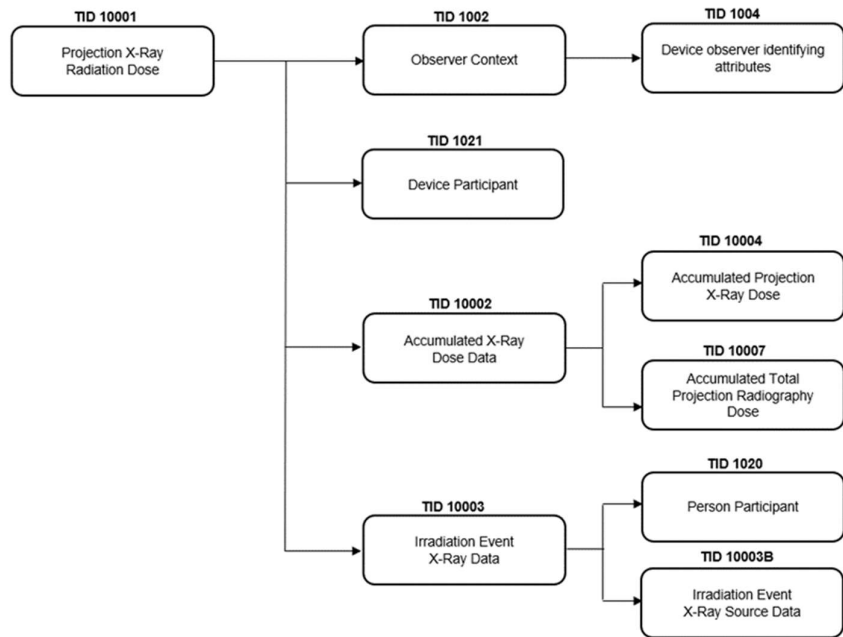 TID 10001
Projection X-Ray
Radiation Dose
TID 1002
Observer Context
TID 1004
Device observer identifying
attributes
TID 1021
Device Participant
TID 10002
Accumulated X-Ray
Dose Data
TID 10004
Accumulated Projection
X-Ray Dose
TID 10007
Accumulated Total
Projection Radiography
Dose
TID 10003
Irradiation Event
X-Ray Data
TID 1020
Person Participant
TID 10003B
Irradiation Event
X-Ray Source Data